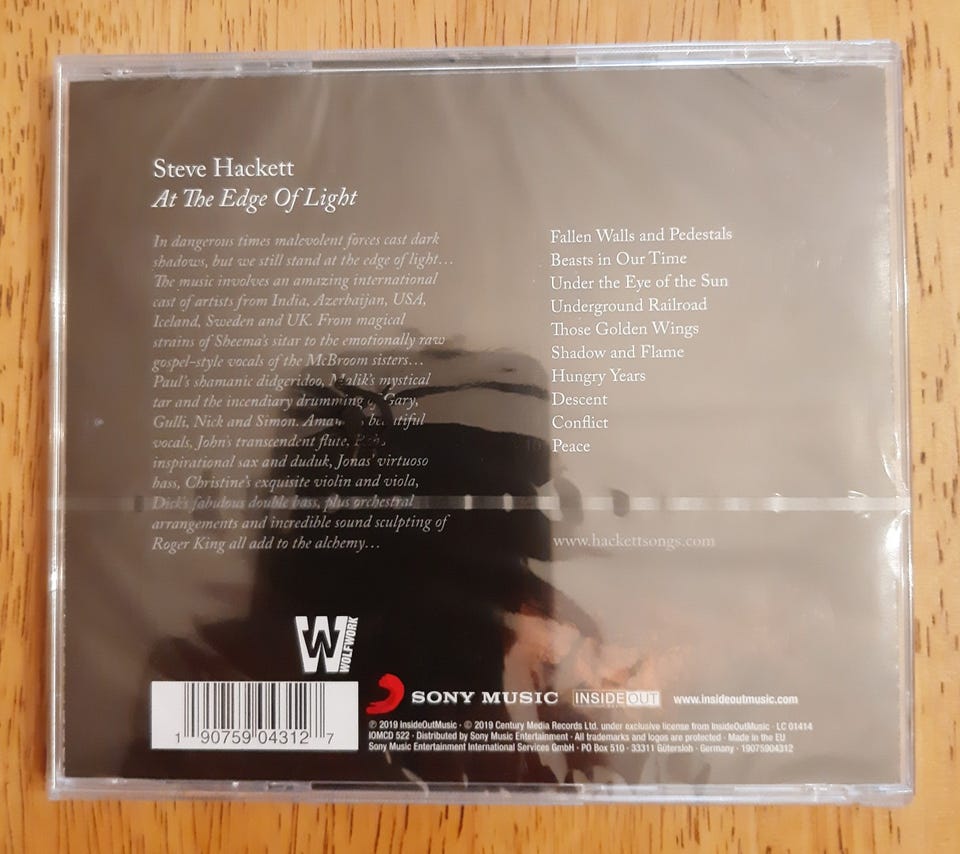 Steve Hackett
At The Edge Of Light
In dangerous times malevolent forces cast dark
shadows, but we still stand at the edge of light...
The music involves an amazing international
cast of artists from India, Azerbaijan, USA,
Iceland, Sweden and UK. From magical
strains of Sheema's sitar to the emotionally raw
gospel-style vocals of the McBroom sisters...
Paul's shamanic didgeridoo, Malik's mystical
tar and the incendiary drumming of Gary,
Gulli, Nick and Simon. beautiful
vocals, John's transcendent flute,
inspirational sax and duduk, Jonas' virtuoso
bass, Christine's exquisite violin and viola,
Dick's fabulous double bass, plus orchestral
arrangements and incredible sound sculpting of
Roger King all add to the alchemy...
Fallen Walls and Pedestals
Beasts in Our Time
Under the Eye of the Sun
Underground Railroad
Those Golden Wings
Shadow and Flame
Hungry Years
Descent
Conflict
Peace
www.hackettsongs.com
W WOLFWORK
1 90759 04312 7
SONY MUSIC INSIDE OUT www.insideoutmusic.com
℗ 2019 InsideOutMusic · © 2019 Century Media Records Ltd. under exclusive license from InsideOutMusic · LC 01414
IOMCD 522 · Distributed by Sony Music Entertainment · All trademarks and logos are protected · Made in the EU
Sony Music Entertainment International Services GmbH · PO Box 510 · 33311 Gütersloh · Germany · 19075904312